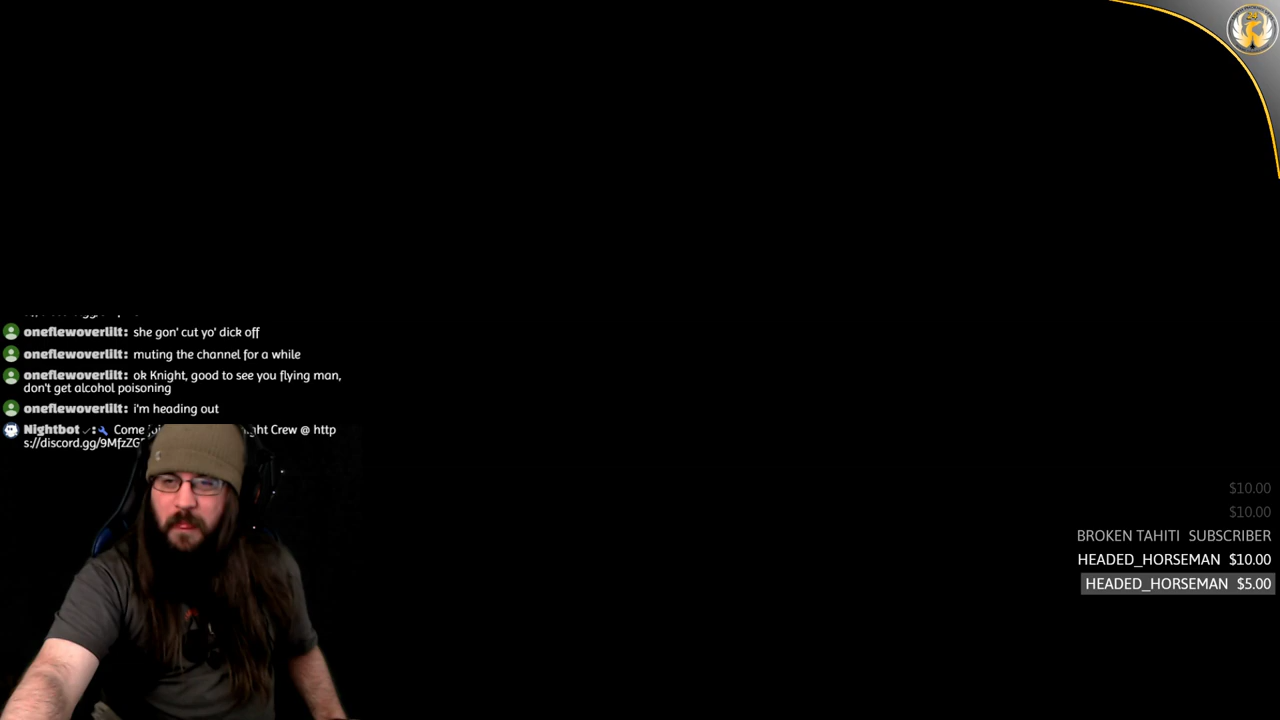 oneflewoverlilt: she gon' cut yo' dick off
oneflewoverlilt: muting the channel for a while
oneflewoverlilt: ok Knight, good to see you flying man,
don't get alcohol poisoning
oneflewoverlilt: i'm heading out
Nightbot : Come Crew @ http
s://discord.gg/9MfzZG
$10.00
$10.00
BROKEN TAHITI SUBSCRIBER
HEADED_HORSEMAN $10.00
HEADED_HORSEMAN $5.00